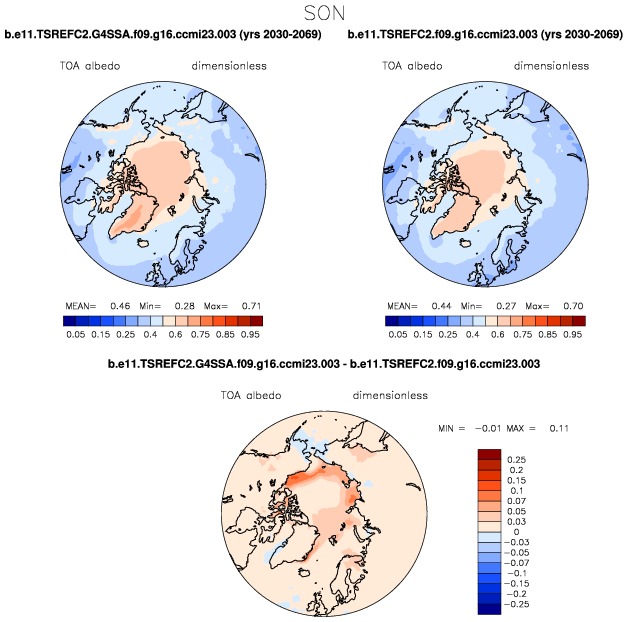 SON
b.e11.TSREFC2.G4SSA.f09.g16.ccmi23.003 (yrs 2030-2069)
b.e11.TSREFC2.f09.g16.ccmi23.003 (yrs 2030-2069)
TOA albedo dimensionless
TOA albedo dimensionless
MEAN= 0.46 Min= 0.28 Max= 0.71
0.05 0.15 0.25 0.4 0.6 0.75 0.85 0.95
MEAN= 0.44 Min= 0.27 Max= 0.70
0.05 0.15 0.25 0.4 0.6 0.75 0.85 0.95
b.e11.TSREFC2.G4SSA.f09.g16.ccmi23.003 - b.e11.TSREFC2.f09.g16.ccmi23.003
TOA albedo dimensionless
MIN = -0.01 MAX = 0.11
0.25
0.2
0.15
0.1
0.07
0.05
0.03
0
-0.03
-0.05
-0.07
-0.1
-0.15
-0.2
-0.25